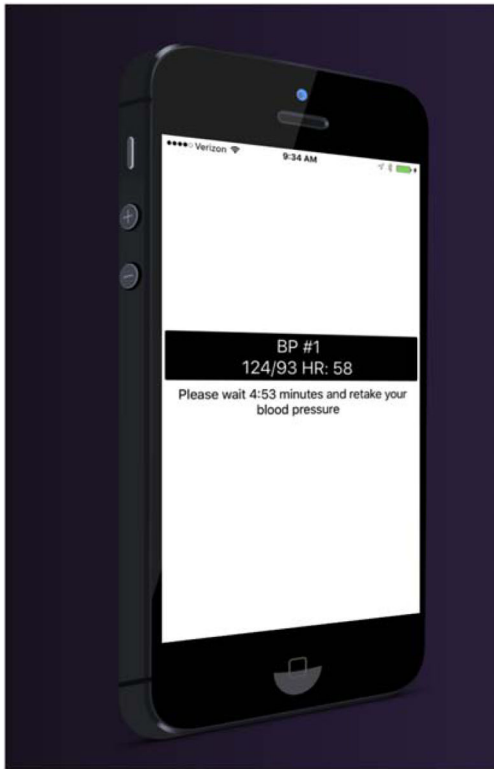 Verizon
9:34 AM
BP #1
124/93 HR: 58
Please wait 4:53 minutes and retake your
blood pressure